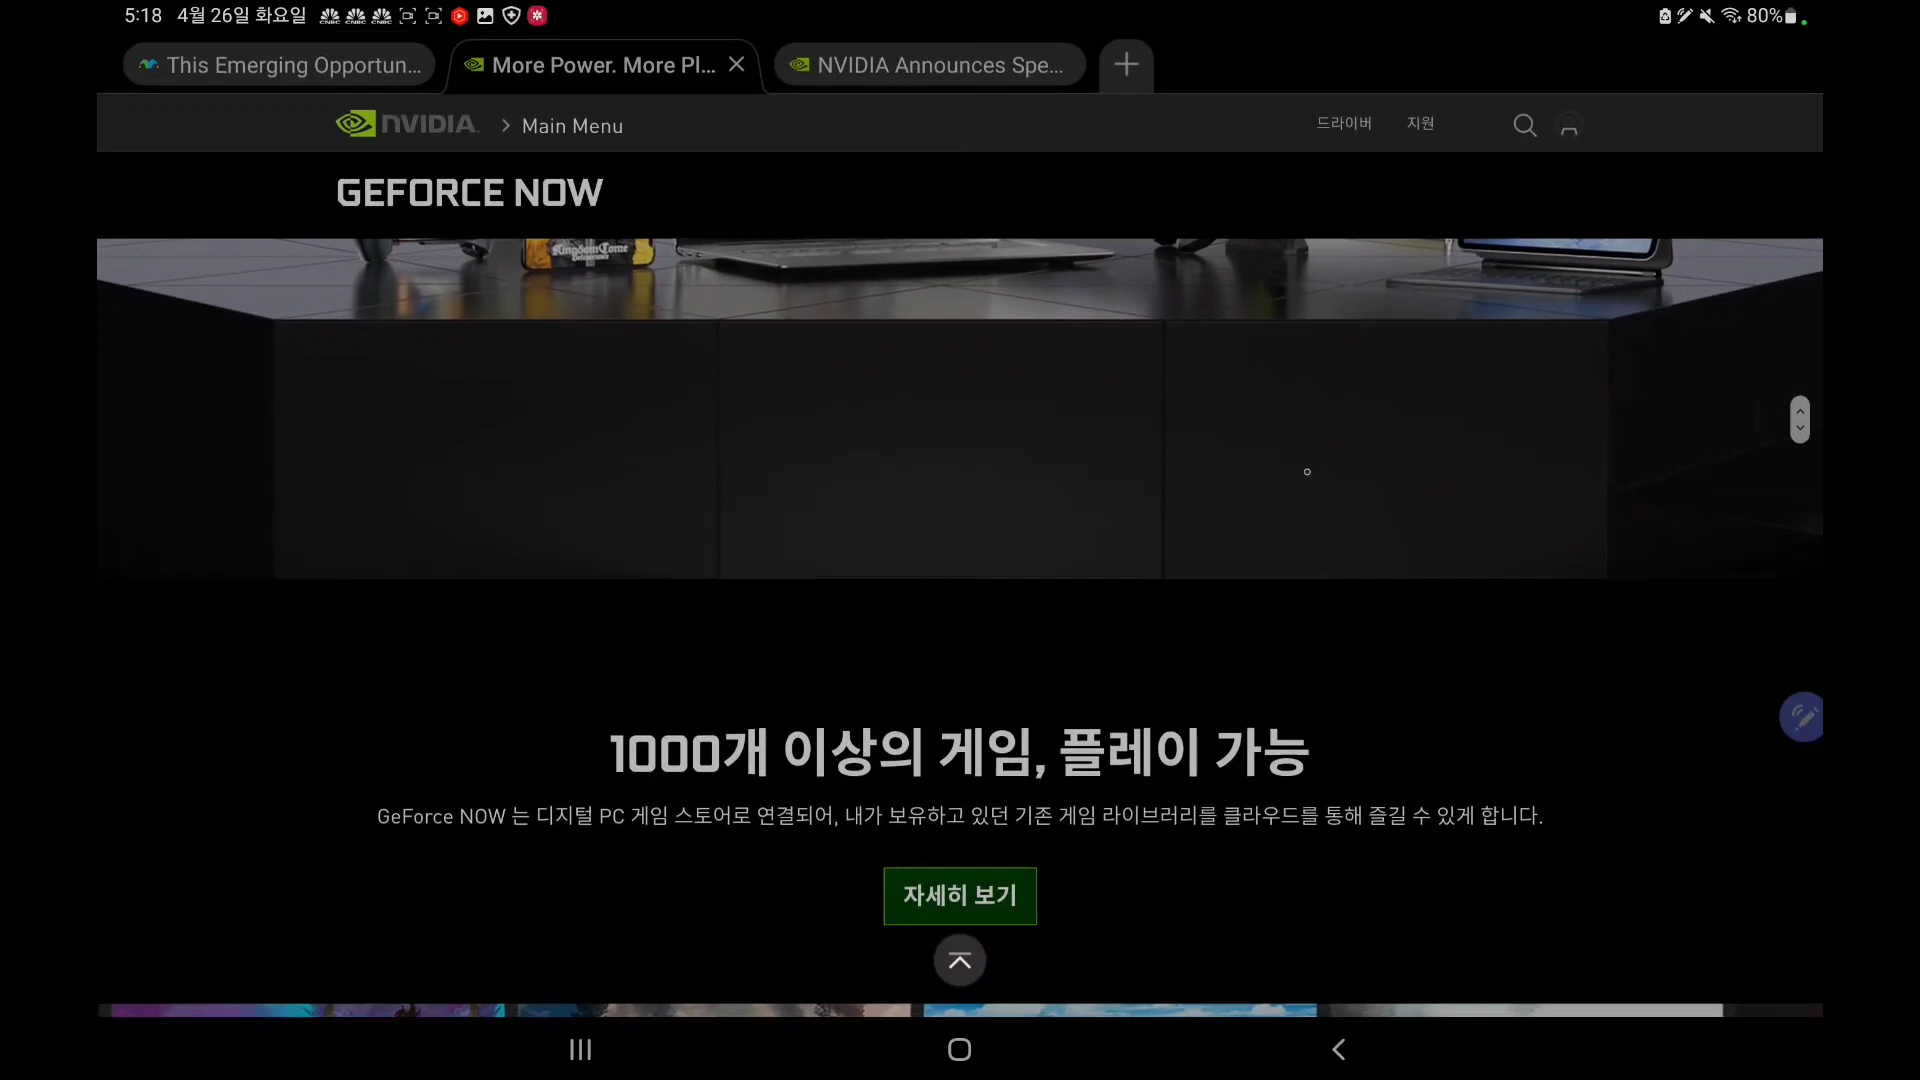 5:18 4월 26일 화요일
80%
This Emerging Opportun...
More Power. More Pl...
NVIDIA Announces Spe...
NVIDIA.
Main Menu
드라이버
지원
GEFORCE NOW
Kingdom Come
Deliverance
1000개 이상의 게임, 플레이 가능
GeForce NOW 는 디지털 PC 게임 스토어로 연결되어, 내가 보유하고 있던 기존 게임 라이브러리를 클라우드를 통해 즐길 수 있게 합니다.
자세히 보기